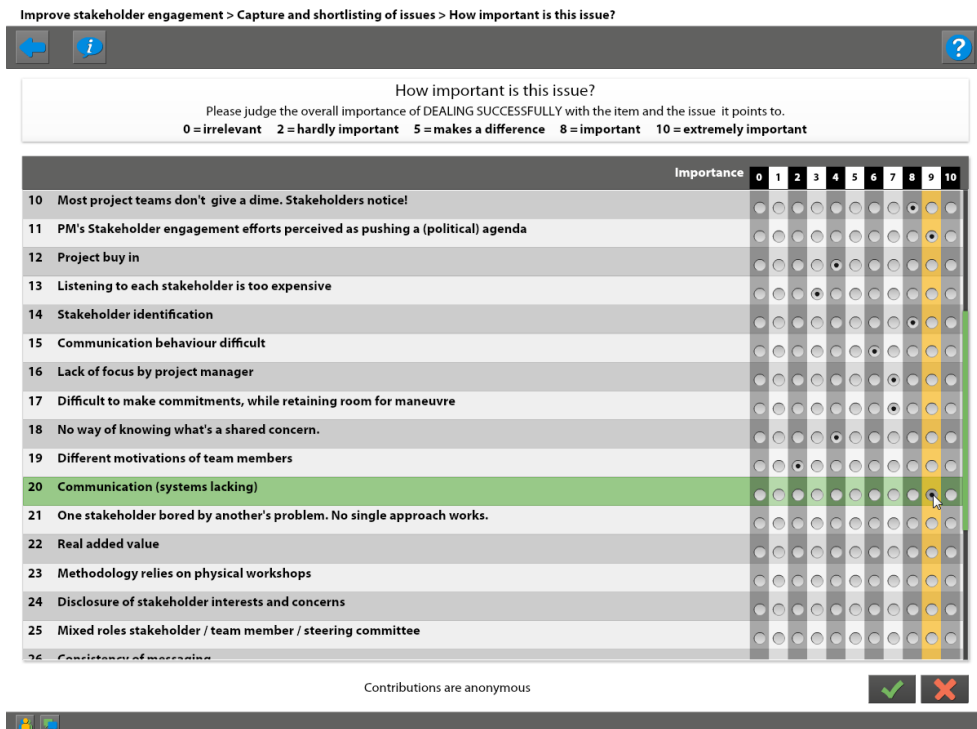 Improve stakeholder engagement > Capture and shortlisting of issues > How important is this issue?
i
?
How important is this issue?
Please judge the overall importance of DEALING SUCCESSFULLY with the item and the issue it points to.
0 = irrelevant 2 = hardly important 5 = makes a difference 8 = important 10 = extremely important
Importance 0 1 2 3 4 5 6 7 8 9 10
10 Most project teams don't give a dime. Stakeholders notice!
11 PM's Stakeholder engagement efforts perceived as pushing a (political) agenda
12 Project buy in
13 Listening to each stakeholder is too expensive
14 Stakeholder identification
15 Communication behaviour difficult
16 Lack of focus by project manager
17 Difficult to make commitments, while retaining room for maneuvre
18 No way of knowing what's a shared concern.
19 Different motivations of team members
20 Communication (systems lacking)
21 One stakeholder bored by another's problem. No single approach works.
22 Real added value
23 Methodology relies on physical workshops
24 Disclosure of stakeholder interests and concerns
25 Mixed roles stakeholder / team member / steering committee
26 Consistency of messaging
Contributions are anonymous